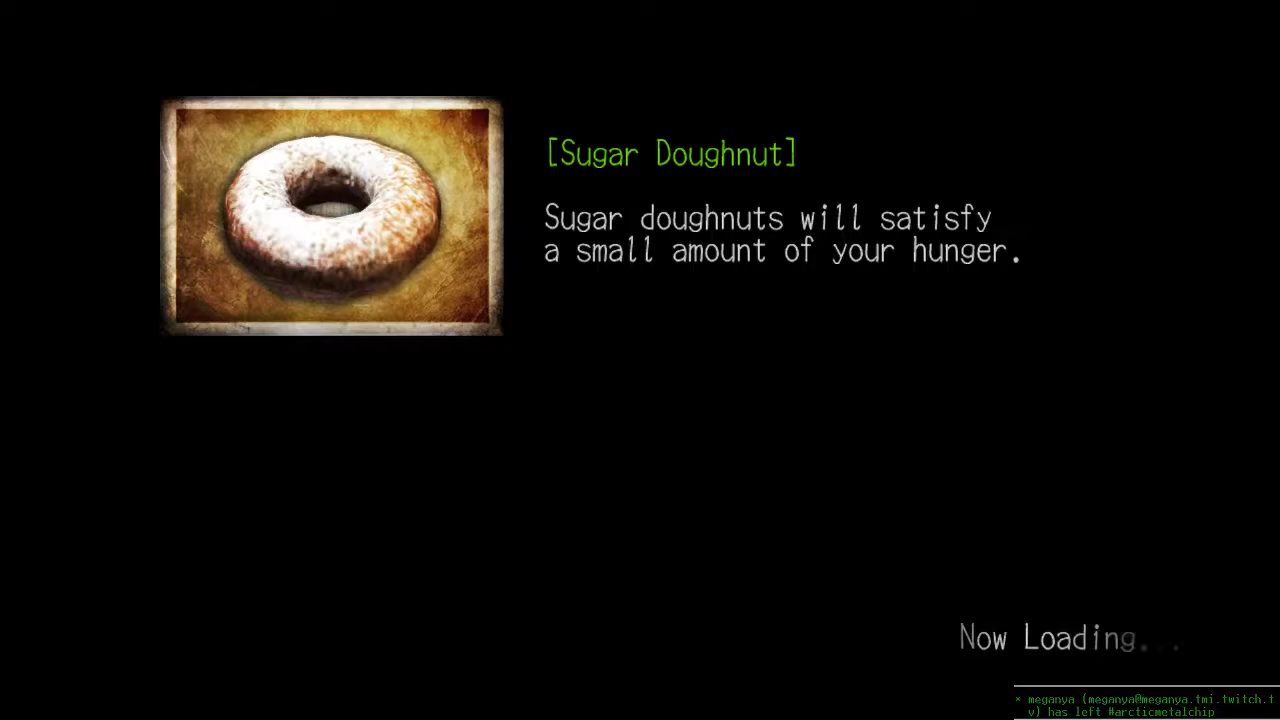 [Sugar Doughnut]
Sugar doughnuts will satisfy
a small amount of your hunger.
Now Loading...
* meganya (meganya@meganya.tmi.twitch.t
v) has left #arcticmetalchip